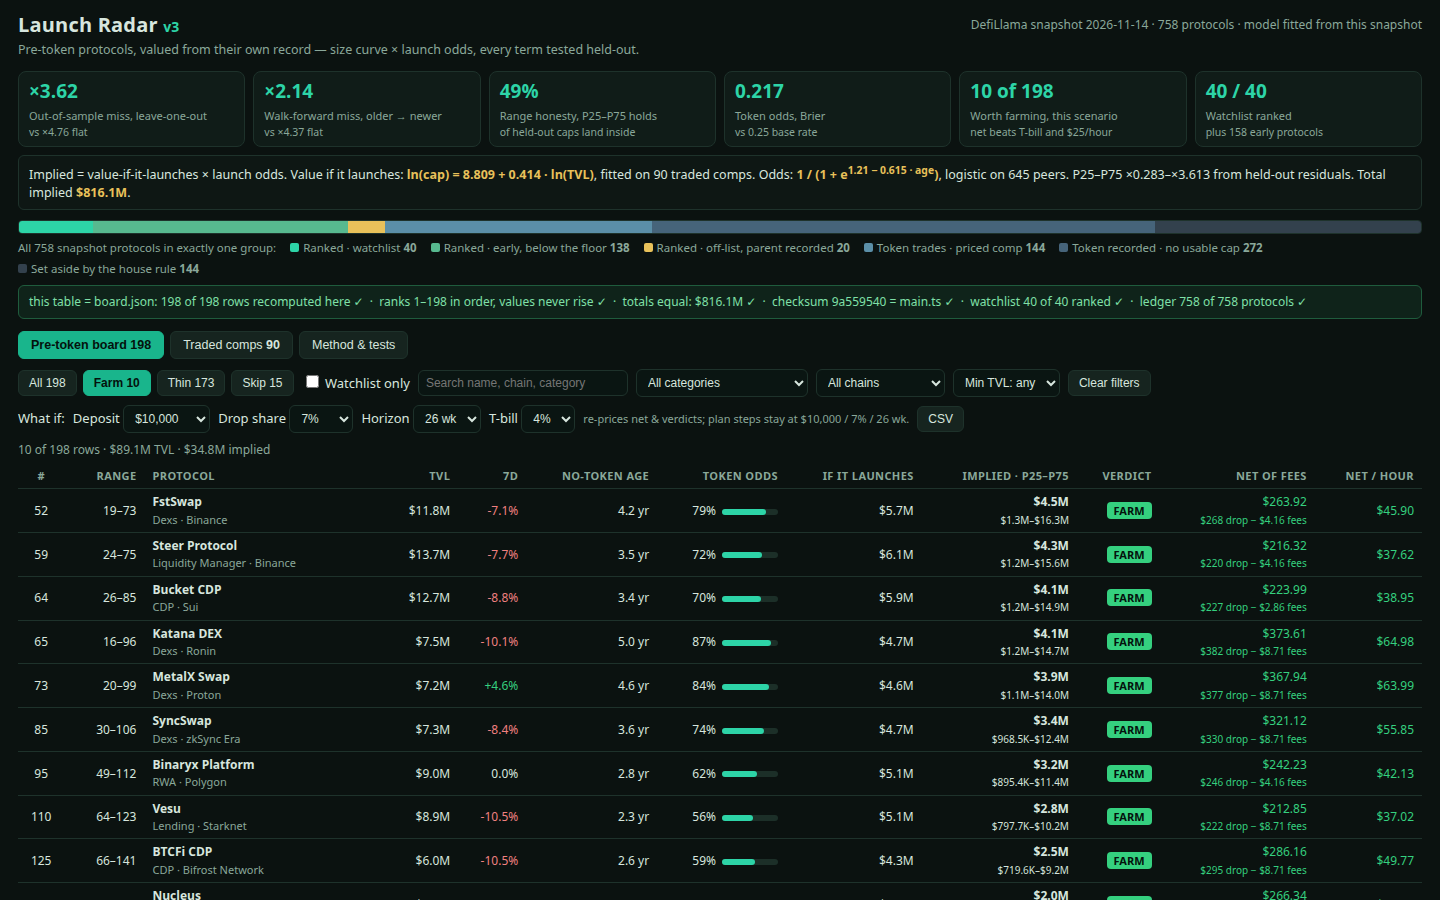 Launch Radar v3
DefiLlama snapshot 2026-11-14 · 758 protocols · model fitted from this snapshot
Pre-token protocols, valued from their own record — size curve × launch odds, every term tested held-out.
×3.62
Out-of-sample miss, leave-one-out
vs ×4.76 flat
×2.14
Walk-forward miss, older → newer
vs ×4.37 flat
49%
Range honesty, P25–P75 holds
of held-out caps land inside
0.217
Token odds, Brier
vs 0.25 base rate
10 of 198
Worth farming, this scenario
net beats T-bill and $25/hour
40 / 40
Watchlist ranked
plus 158 early protocols
Implied = value-if-it-launches × launch odds. Value if it launches: ln(cap) = 8.809 + 0.414 · ln(TVL), fitted on 90 traded comps. Odds: 1 / (1 + e^1.21 − 0.615 · age), logistic on 645 peers. P25–P75 ×0.283–×3.613 from held-out residuals. Total
implied $816.1M.
All 758 snapshot protocols in exactly one group: Ranked · watchlist 40 Ranked · early, below the floor 138 Ranked · off-list, parent recorded 20 Token trades · priced comp 144 Token recorded · no usable cap 272
Set aside by the house rule 144
this table = board.json: 198 of 198 rows recomputed here ✓ · ranks 1–198 in order, values never rise ✓ · totals equal: $816.1M ✓ · checksum 9a559540 = main.ts ✓ · watchlist 40 of 40 ranked ✓ · ledger 758 of 758 protocols ✓
Pre-token board 198 Traded comps 90 Method & tests
All 198 Farm 10 Thin 173 Skip 15 Watchlist only Search name, chain, category All categories All chains Min TVL: any Clear filters
What if: Deposit $10,000 Drop share 7% Horizon 26 wk T-bill 4% re-prices net & verdicts; plan steps stay at $10,000 / 7% / 26 wk. CSV
10 of 198 rows · $89.1M TVL · $34.8M implied
# RANGE PROTOCOL TVL 7D NO-TOKEN AGE TOKEN ODDS IF IT LAUNCHES IMPLIED · P25–P75 VERDICT NET OF FEES NET / HOUR
52 19–73 FstSwap $11.8M -7.1% 4.2 yr 79% $5.7M $4.5M FARM $263.92 $45.90
Dexs · Binance $1.3M–$16.3M $268 drop − $4.16 fees
59 24–75 Steer Protocol $13.7M -7.7% 3.5 yr 72% $6.1M $4.3M FARM $216.32 $37.62
Liquidity Manager · Binance $1.2M–$15.6M $220 drop − $4.16 fees
64 26–85 Bucket CDP $12.7M -8.8% 3.4 yr 70% $5.9M $4.1M FARM $223.99 $38.95
CDP · Sui $1.2M–$14.9M $227 drop − $2.86 fees
65 16–96 Katana DEX $7.5M -10.1% 5.0 yr 87% $4.7M $4.1M FARM $373.61 $64.98
Dexs · Ronin $1.2M–$14.7M $382 drop − $8.71 fees
73 20–99 MetalX Swap $7.2M +4.6% 4.6 yr 84% $4.6M $3.9M FARM $367.94 $63.99
Dexs · Proton $1.1M–$14.0M $377 drop − $8.71 fees
85 30–106 SyncSwap $7.3M -8.4% 3.6 yr 74% $4.7M $3.4M FARM $321.12 $55.85
Dexs · zkSync Era $968.5K–$12.4M $330 drop − $8.71 fees
95 49–112 Binaryx Platform $9.0M 0.0% 2.8 yr 62% $5.1M $3.2M FARM $242.23 $42.13
RWA · Polygon $895.4K–$11.4M $246 drop − $4.16 fees
110 64–123 Vesu $8.9M -10.5% 2.3 yr 56% $5.1M $2.8M FARM $212.85 $37.02
Lending · Starknet $797.7K–$10.2M $222 drop − $8.71 fees
125 66–141 BTCFi CDP $6.0M -10.5% 2.6 yr 59% $4.3M $2.5M FARM $286.16 $49.77
CDP · Bifrost Network $719.6K–$9.2M $295 drop − $8.71 fees
Nucleus $2.0M $266.34